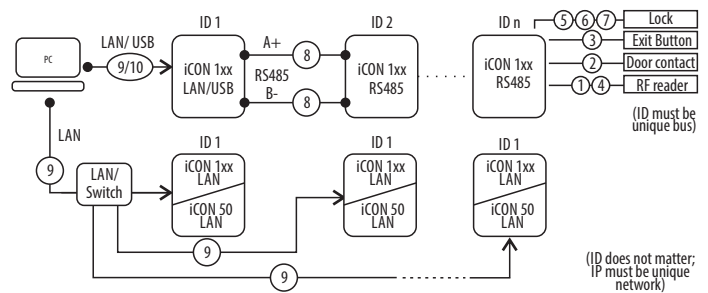 ID 1
ID 2
ID n
5 6 7
Lock
PC
LAN/ USB
9/10
iCON 1xx
LAN/USB
A+
8
RS485
B-
8
iCON 1xx
RS485
iCON 1xx
RS485
3
Exit Button
2
Door contact
1 4
RF reader
(ID must be
unique bus)
LAN
9
LAN/
Switch
ID 1
iCON 1xx
LAN
iCON 50
LAN
ID 1
iCON 1xx
LAN
iCON 50
LAN
ID 1
iCON 1xx
LAN
iCON 50
LAN
9
9
(ID does not matter;
IP must be unique
network)